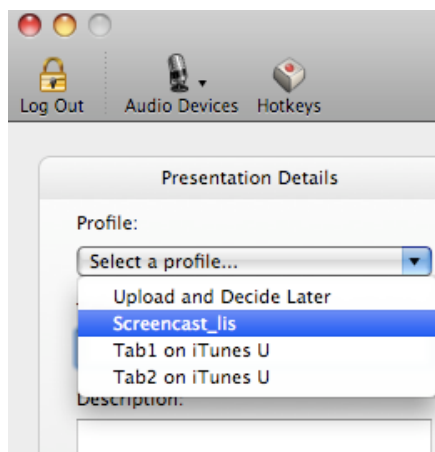 Log Out Audio Devices Hotkeys
Presentation Details
Profile:
Select a profile...
Upload and Decide Later
Screencast_lis
Tab1 on iTunes U
Tab2 on iTunes U
Description: